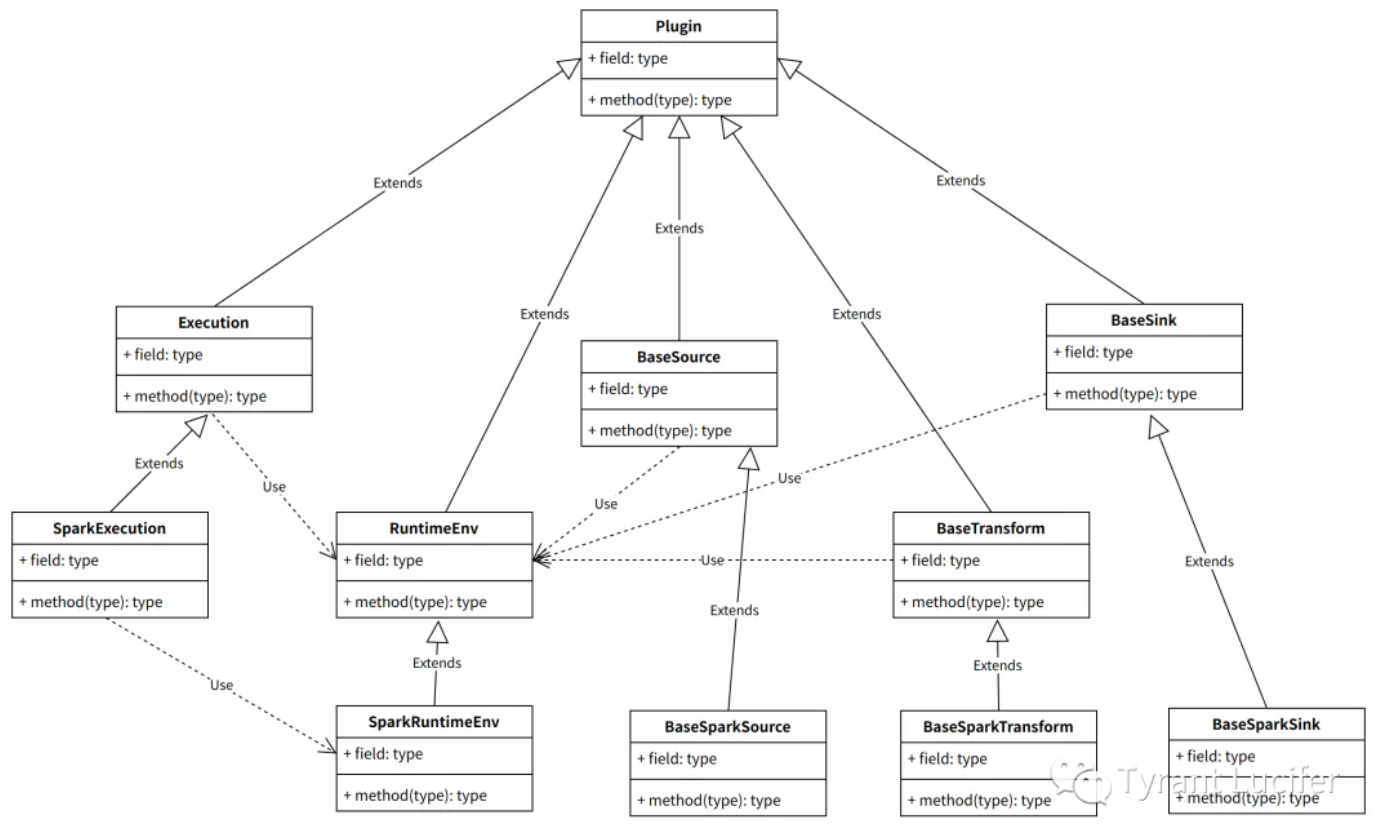 Plugin
+ field: type
+ method(type): type
Extends
Extends
Extends
Extends
Extends
Execution
+ field: type
+ method(type): type
BaseSource
+ field: type
+ method(type): type
BaseSink
+ field: type
+ method(type): type
Extends
Use
Use
Use
Use
Extends
Extends
SparkExecution
+ field: type
+ method(type): type
RuntimeEnv
+ field: type
+ method(type): type
BaseTransform
+ field: type
+ method(type): type
Use
Extends
Extends
SparkRuntimeEnv
+ field: type
+ method(type): type
BaseSparkSource
+ field: type
+ method(type): type
BaseSparkTransform
+ field: type
+ method(type): type
BaseSparkSink
+ field: type
+ method(type): type
Tyrant Lucifer